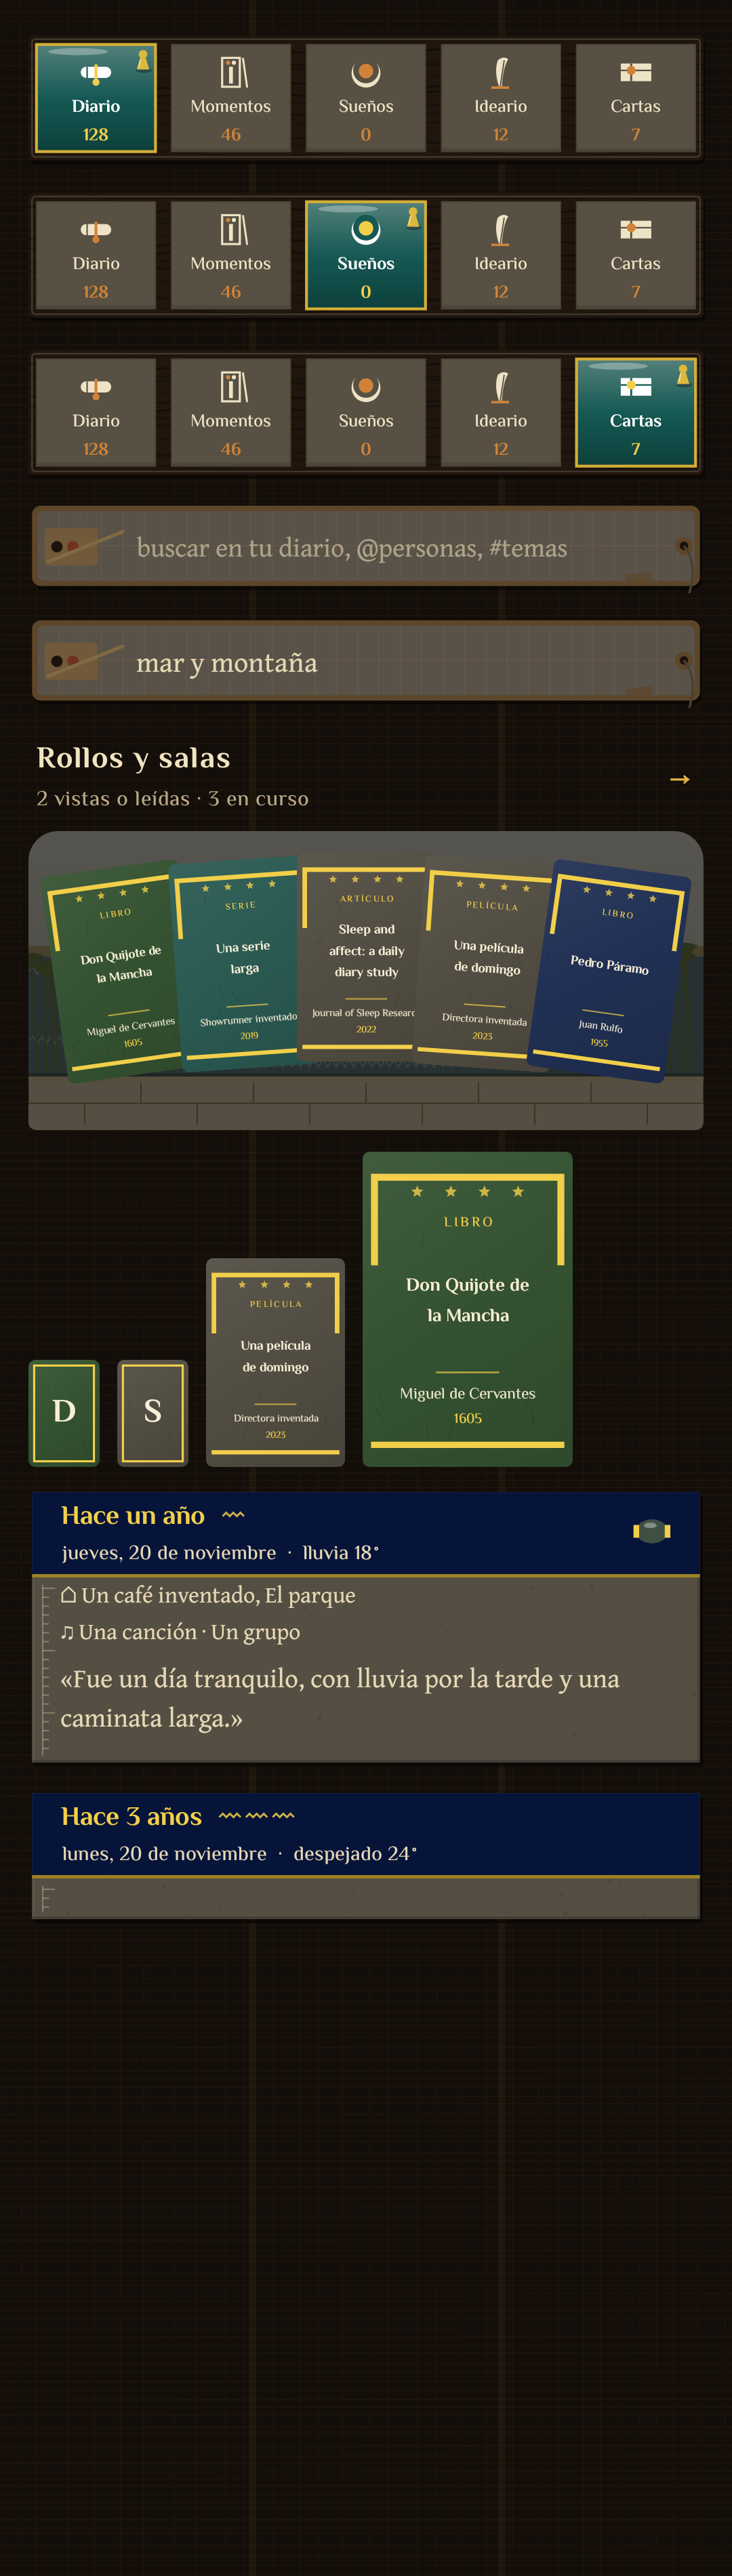 Diario
128
Momentos
46
Sueños
0
Ideario
12
Cartas
7
Diario
128
Momentos
46
Sueños
0
Ideario
12
Cartas
7
Diario
128
Momentos
46
Sueños
0
Ideario
12
Cartas
7
buscar en tu diario, @personas, #temas
mar y montaña
Rollos y salas
→
2 vistas o leídas · 3 en curso
LIBRO
Don Quijote de
la Mancha
Miguel de Cervantes
1605
SERIE
Una serie
larga
Showrunner inventado
2019
ARTÍCULO
Sleep and
affect: a daily
diary study
Journal of Sleep Researc
2022
PELÍCULA
Una película
de domingo
Directora inventada
2023
LIBRO
Pedro Páramo
Juan Rulfo
1955
D
S
PELÍCULA
Una película
de domingo
Directora inventada
2023
LIBRO
Don Quijote de
la Mancha
Miguel de Cervantes
1605
Hace un año
jueves, 20 de noviembre · lluvia 18°
Un café inventado, El parque
♫ Una canción · Un grupo
«Fue un día tranquilo, con lluvia por la tarde y una
caminata larga.»
Hace 3 años
lunes, 20 de noviembre · despejado 24°